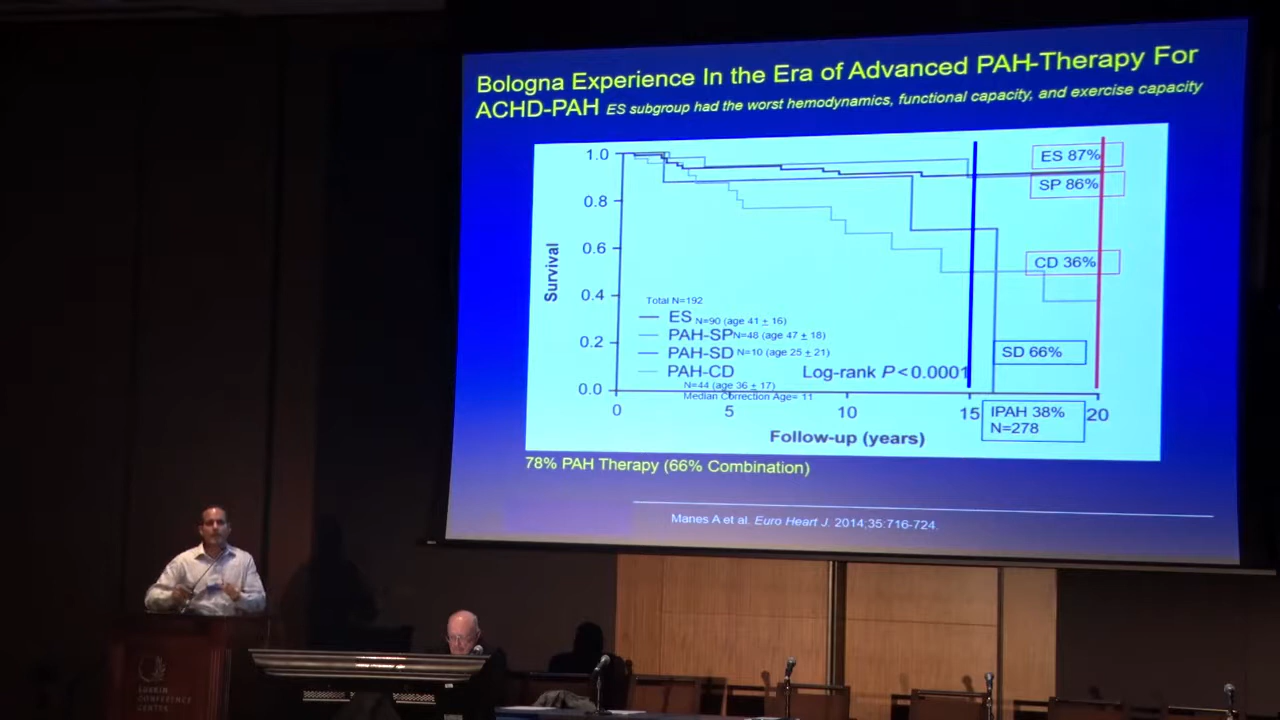 Bologna Experience In the Era of Advanced PAH-Therapy For
ACHD-PAH ES subgroup had the worst hemodynamics, functional capacity, and exercise capacity
1.0
0.8
0.6
0.4
0.2
0.0
Survival
ES 87%
SP 86%
CD 36%
SD 66%
Total N=192
ES N=90 (age 41 ± 16)
PAH-SP N=48 (age 47 ± 18)
PAH-SD N=10 (age 25 ± 21)
PAH-CD
N=44 (age 36 ± 17)
Median Correction Age= 11
Log-rank P<0.0001
0 5 10 15 20
IPAH 38%
N=278
Follow-up (years)
78% PAH Therapy (66% Combination)
Manes A et al. Euro Heart J. 2014;35:716-724.
LUSKIN
CONFERENCE
CENTER